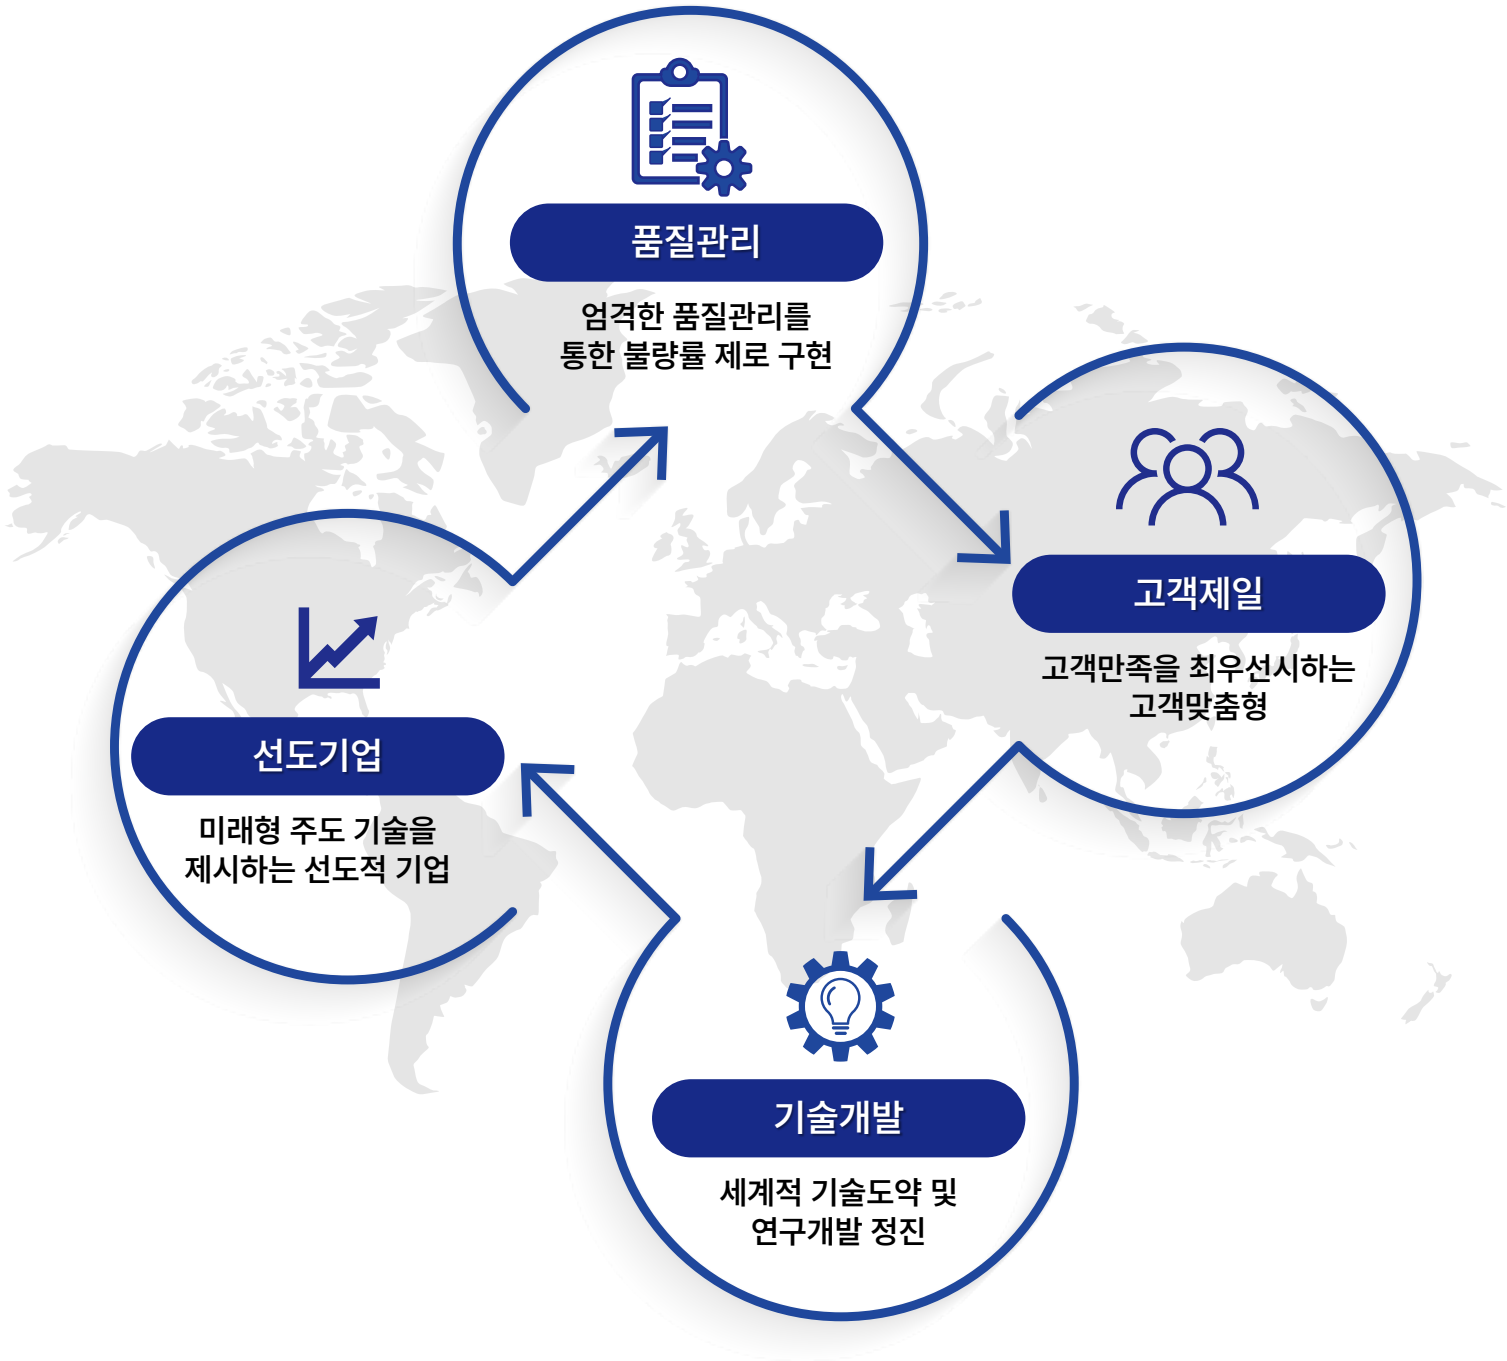 품질관리
엄격한 품질관리를
통한 불량률 제로 구현
고객제일
고객만족을 최우선시하는
고객맞춤형
선도기업
미래형 주도 기술을
제시하는 선도적 기업
기술개발
세계적 기술도약 및
연구개발 정진